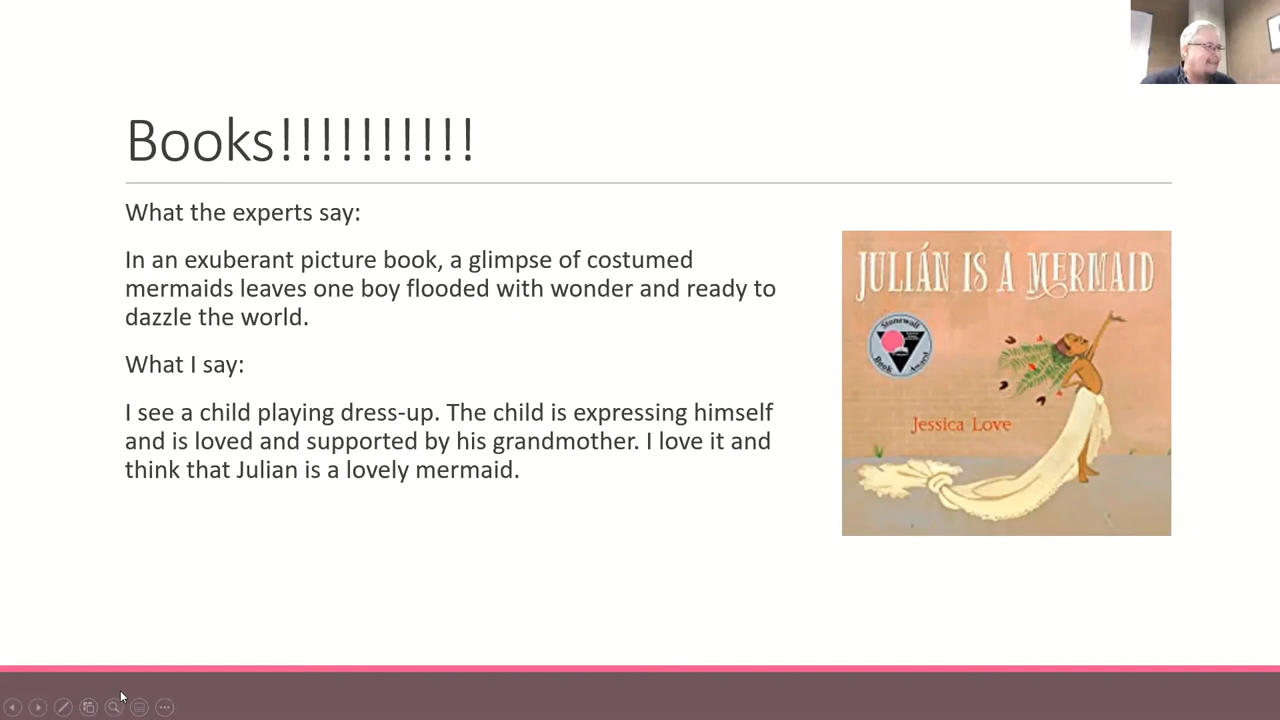 Books!!!!!!!!!!
What the experts say:
In an exuberant picture book, a glimpse of costumed
mermaids leaves one boy flooded with wonder and ready to
dazzle the world.
What I say:
I see a child playing dress-up. The child is expressing himself
and is loved and supported by his grandmother. I love it and
think that Julian is a lovely mermaid.
JULIÁN IS A MERMAID
Stonewall
Book Award
Jessica Love